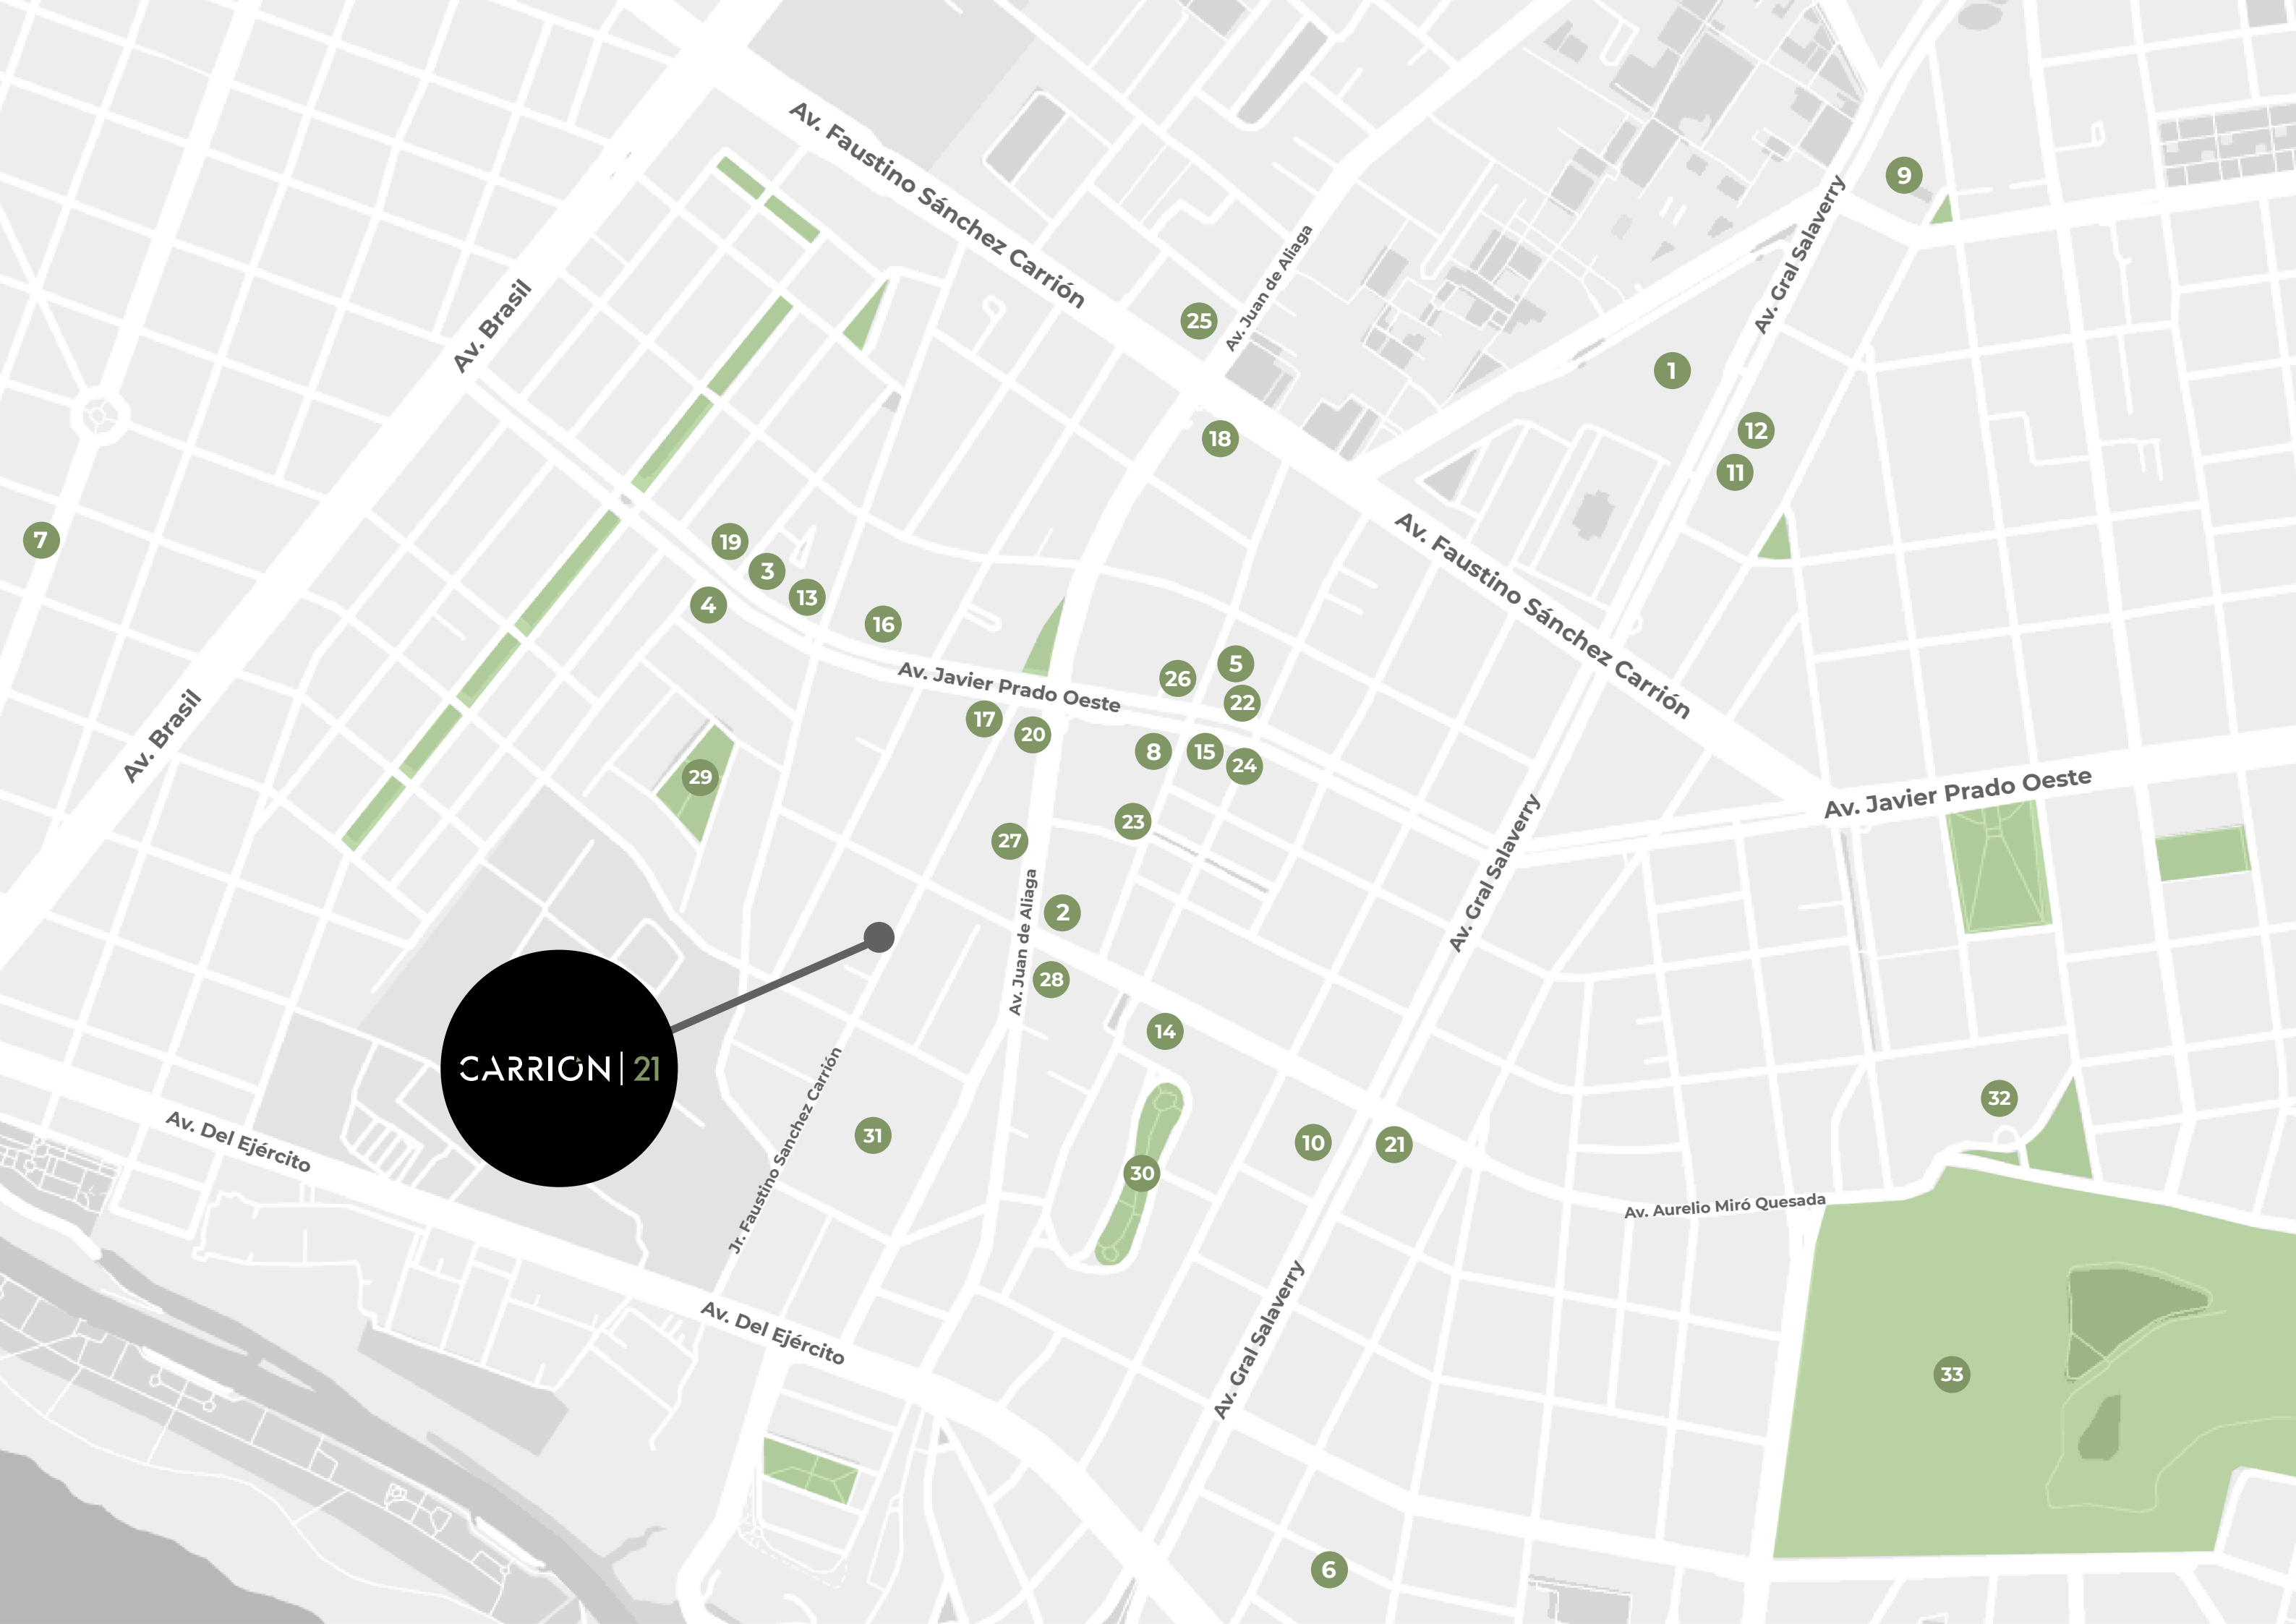 Av. Faustino Sánchez Carrión
9
Av. Gral Salaverry
Av. Juan de Aliaga
25
Av. Brasil
1
18
12
11
7
19
3
13
4
16
Av. Faustino Sánchez Carrión
Av. Javier Prado Oeste
5
26
22
17
20
8
15
24
Av. Brasil
29
Av. Javier Prado Oeste
27
23
Av. Gral Salaverry
2
Av. Juan de Aliaga
28
14
CARRIÓN | 21
Jr. Faustino Sanchez Carrión
32
Av. Del Ejército
31
10
21
30
Av. Aurelio Miró Quesada
Av. Del Ejército
Av. Gral Salaverry
33
6